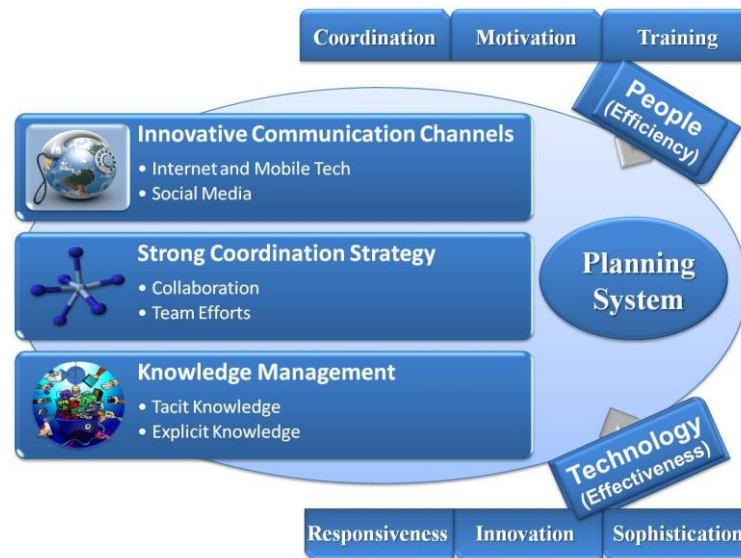 Coordination Motivation Training
People
(Efficiency)
Innovative Communication Channels
• Internet and Mobile Tech
• Social Media
Strong Coordination Strategy
• Collaboration
• Team Efforts
Planning
System
Knowledge Management
• Tacit Knowledge
• Explicit Knowledge
Technology
(Effectiveness)
Responsiveness Innovation Sophistication